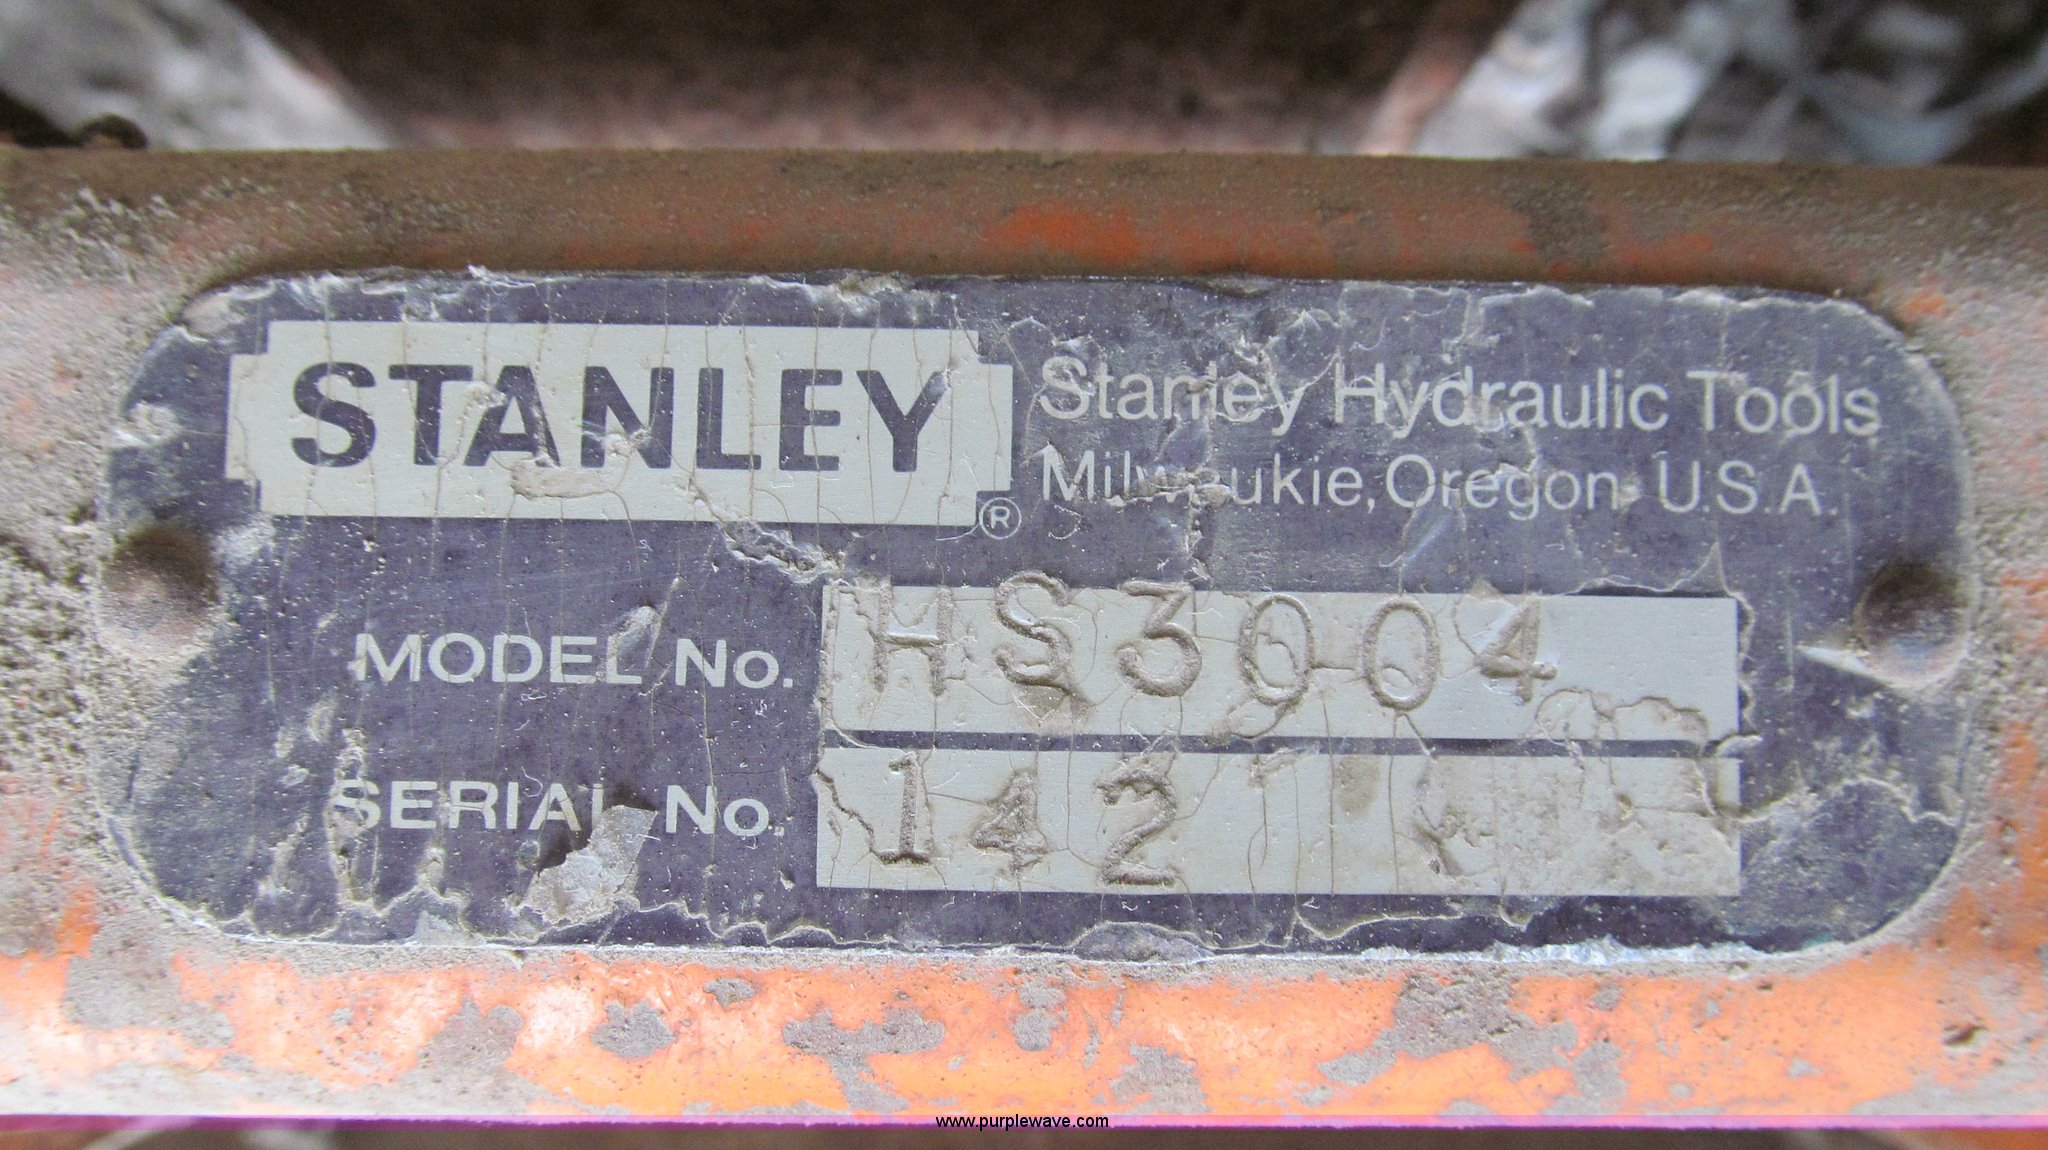 STANLEY®
Stanley Hydraulic Tools
Milwaukie, Oregon U.S.A.
MODEL No. HS3004
SERIAL No. 142
www.purplewave.com